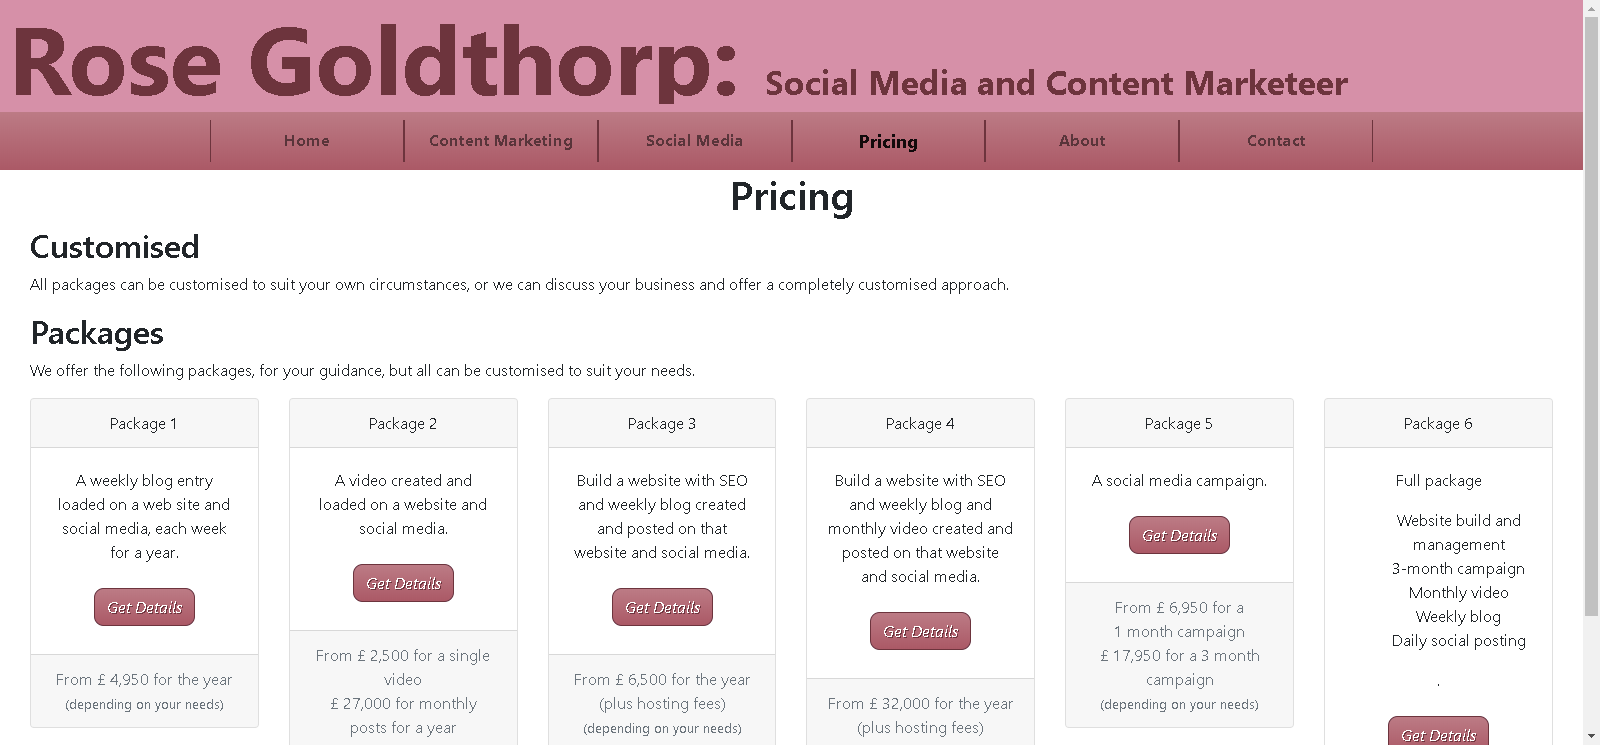 Rose Goldthorp: Social Media and Content Marketeer
Home Content Marketing Social Media Pricing About Contact
Pricing
Customised
All packages can be customised to suit your own circumstances, or we can discuss your business and offer a completely customised approach.
Packages
We offer the following packages, for your guidance, but all can be customised to suit your needs.
Package 1
A weekly blog entry
loaded on a web site and
social media, each week
for a year.
Get Details
From £ 4,950 for the year
(depending on your needs)
Package 2
A video created and
loaded on a website and
social media.
Get Details
From £ 2,500 for a single
video
£ 27,000 for monthly
posts for a year
Package 3
Build a website with SEO
and weekly blog created
and posted on that
website and social media.
Get Details
From £ 6,500 for the year
(plus hosting fees)
(depending on your needs)
Package 4
Build a website with SEO
and weekly blog and
monthly video created and
posted on that website
and social media.
Get Details
From £ 32,000 for the year
(plus hosting fees)
Package 5
A social media campaign.
Get Details
From £ 6,950 for a
1 month campaign
£ 17,950 for a 3 month
campaign
(depending on your needs)
Package 6
Full package
Website build and
management
3-month campaign
Monthly video
Weekly blog
Daily social posting
.
Get Details